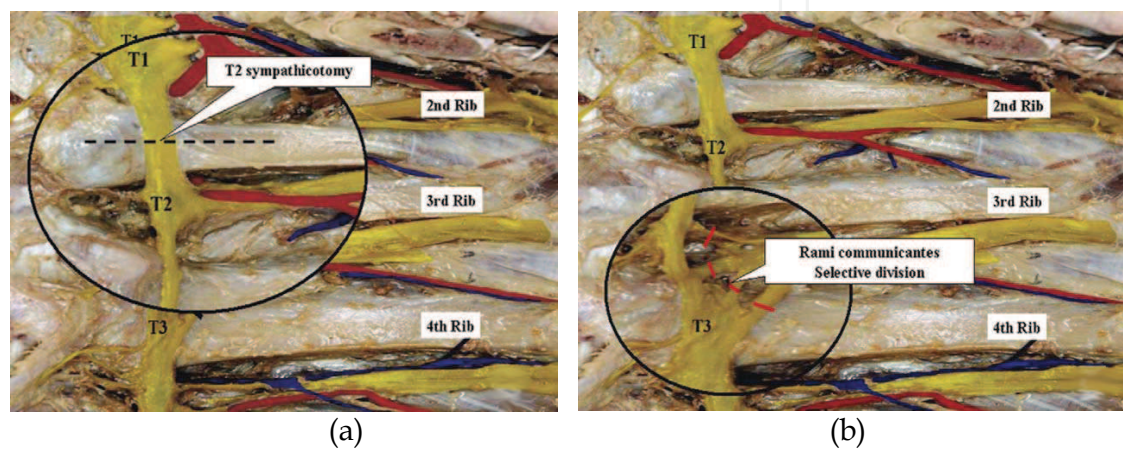 T1
T1
T2 sympathicotomy
2nd Rib
T2
3rd Rib
T3
4th Rib
(a)
T1
2nd Rib
T2
3rd Rib
Rami communicantes
Selective division
T3
4th Rib
(b)